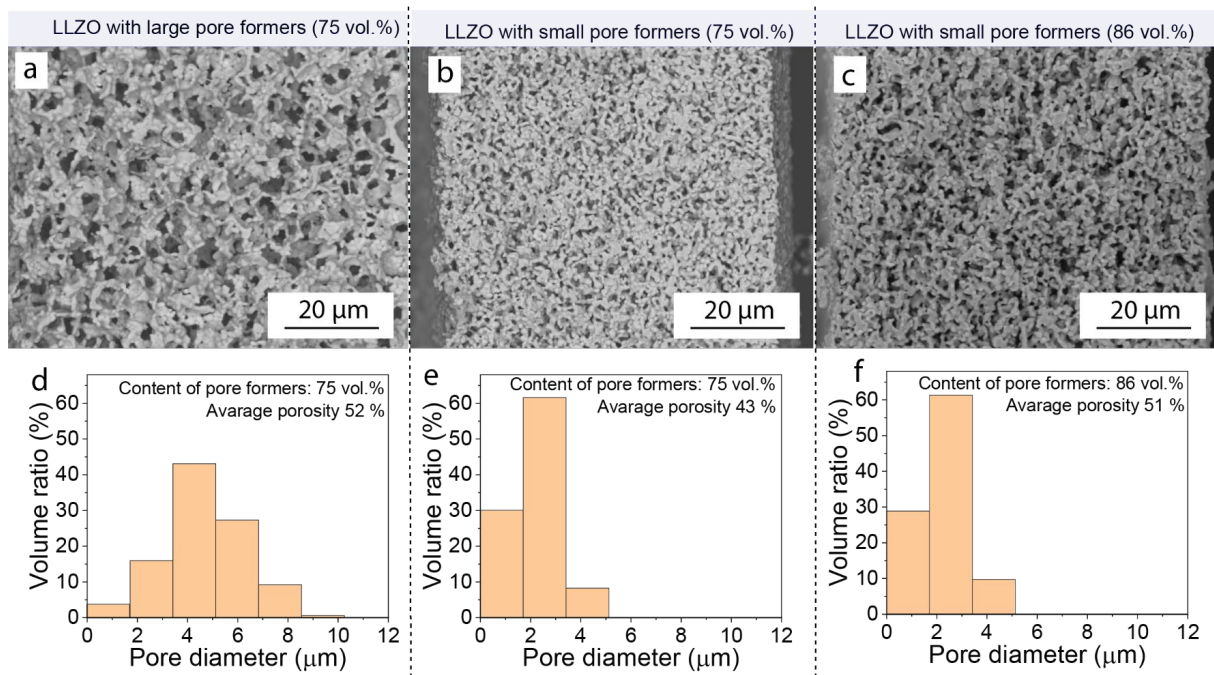 LLZO with large pore formers (75 vol.%)
LLZO with small pore formers (75 vol.%)
LLZO with small pore formers (86 vol.%)
a
b
c
20 μm
20 μm
20 μm
d
Content of pore formers: 75 vol.%
Avarage porosity 52 %
Volume ratio (%)
60
50
40
30
20
10
0
0 2 4 6 8 10 12
Pore diameter (μm)
e
Content of pore formers: 75 vol.%
Avarage porosity 43 %
Volume ratio (%)
60
50
40
30
20
10
0
0 2 4 6 8 10 12
Pore diameter (μm)
f
Content of pore formers: 86 vol.%
Avarage porosity 51 %
Volume ratio (%)
60
50
40
30
20
10
0
0 2 4 6 8 10 12
Pore diameter (μm)